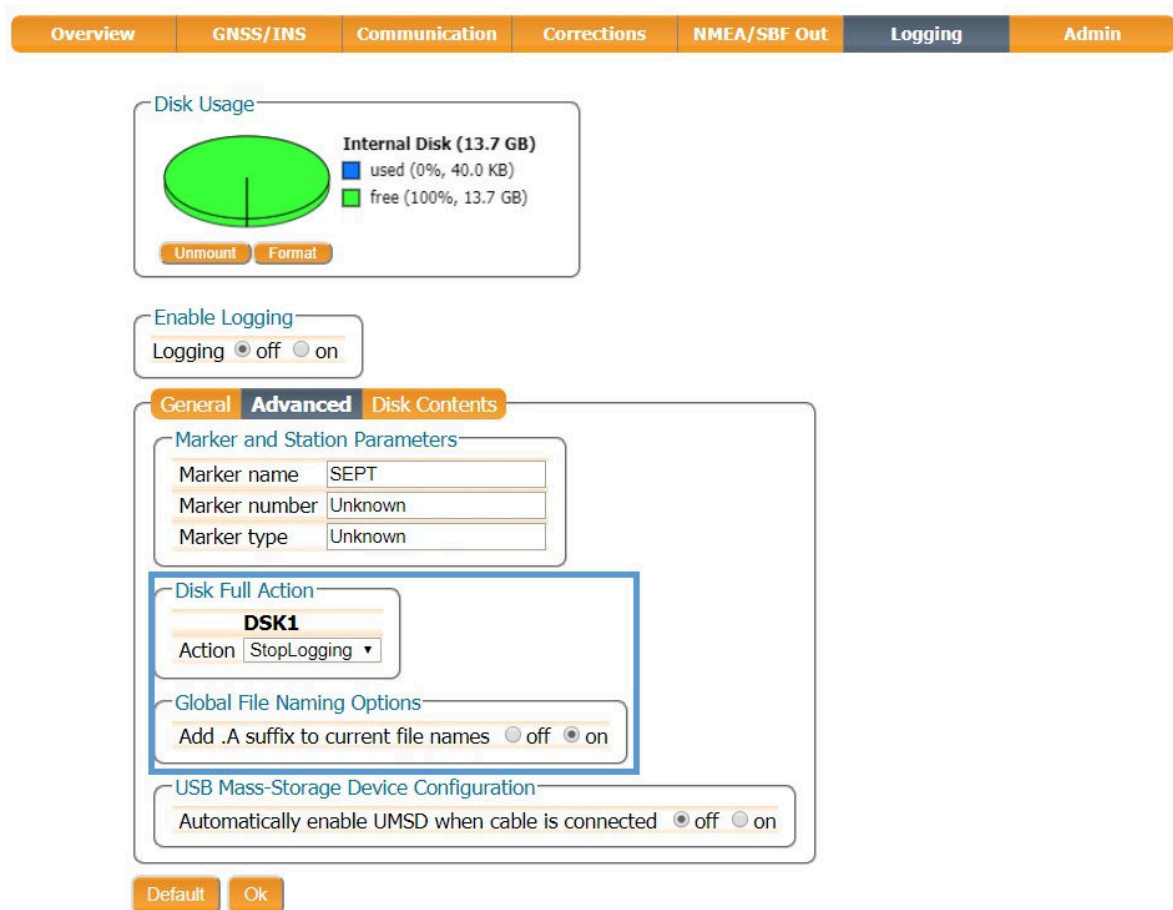 Overview GNSS/INS Communication Corrections NMEA/SBF Out Logging Admin
Disk Usage
Internal Disk (13.7 GB)
used (0%, 40.0 KB)
free (100%, 13.7 GB)
Unmount Format
Enable Logging
Logging off on
General Advanced Disk Contents
Marker and Station Parameters
Marker name SEPT
Marker number Unknown
Marker type Unknown
Disk Full Action
DSK1
Action StopLogging
Global File Naming Options
Add .A suffix to current file names off on
USB Mass-Storage Device Configuration
Automatically enable UMSD when cable is connected off on
Default Ok